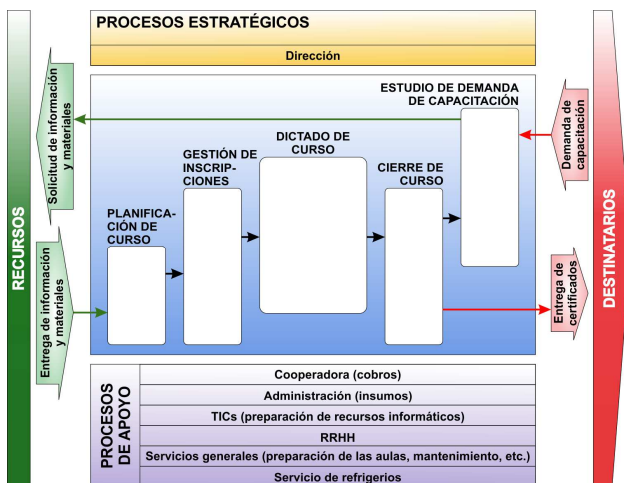 PROCESOS ESTRATÉGICOS
Dirección
RECURSOS
Solicitud de información
y materiales
Entrega de información
y materiales
ESTUDIO DE DEMANDA
DE CAPACITACIÓN
DICTADO DE
CURSO
GESTIÓN DE
INSCRIP-
CIONES
CIERRE DE
CURSO
PLANIFICA-
CIÓN DE
CURSO
Demanda de
capacitación
Entrega de
certificados
DESTINATARIOS
PROCESOS
DE APOYO
Cooperadora (cobros)
Administración (insumos)
TICs (preparación de recursos informáticos)
RRHH
Servicios generales (preparación de las aulas, mantenimiento, etc.)
Servicio de refrigerios